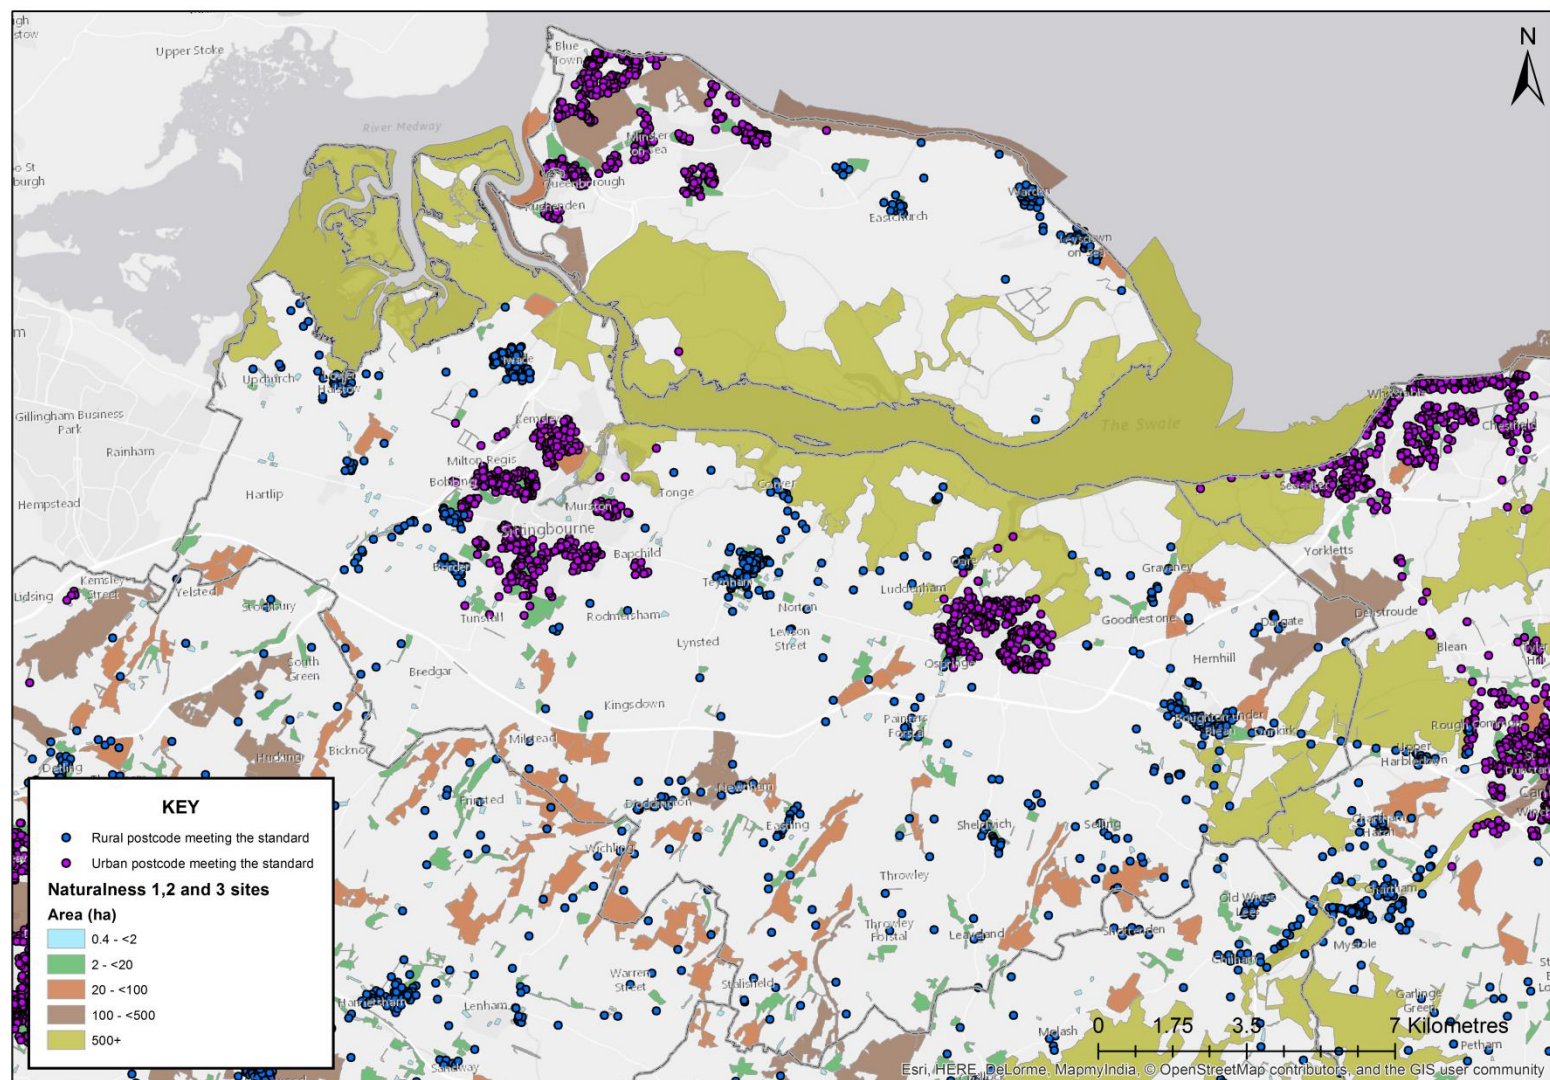 Upper Stoke
Blue
Town
N
River Medway
Minster
on Sea
Queenborough
Rushenden
Eastchurch
Warden
Leysdown
on Sea
Iwade
Upchurch
Lower
Halstow
Gillingham Business
Park
Rainham
Hempstead
Hartlip
Kemsley
Milton Regis
Bobbing
Murston
Tonge
Conyer
Sittingbourne
Bapchild
Borden
Teynham
Tunstall
Rodmersham
Norton
Lynsted
Lewson
Street
Luddenham
Oare
Ospringe
The Swale
Whitstable
Chestfield
Seasalter
Yorkletts
Graveney
Goodnestone
Dargate
Denstroude
Hernhill
Blean
Tyler
Hill
Rough Common
Boughton under
Blean
Dunkirk
Upper
Harbledown
St
Dunstan
Lidsing
Kemsley
Street
Yelsted
Stockbury
South
Green
Bredgar
Kingsdown
Milstead
Bicknor
Hucking
Detling
Frinsted
Doddington
Newnham
Eastling
Wichling
Painters
Forstal
Sheldwich
Selling
Throwley
Throwley
Forstal
Leaveland
Shottenden
Chartham
Hatch
Chartham
Old Wives
Lees
Mystole
Chilham
Harrietsham
Lenham
Warren
Street
Stalisfield
Sandway
Molash
Garlinge
Green
Petham
KEY
Rural postcode meeting the standard
Urban postcode meeting the standard
Naturalness 1,2 and 3 sites
Area (ha)
0.4 - <2
2 - <20
20 - <100
100 - <500
500+
0 1.75 3.5 7 Kilometres
Esri, HERE, DeLorme, MapmyIndia, © OpenStreetMap contributors, and the GIS user community